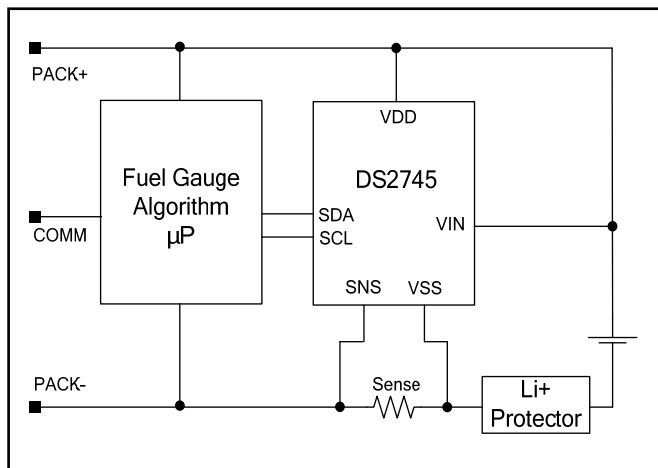 PACK+
VDD
Fuel Gauge
Algorithm
µP
DS2745
COMM
SDA
SCL
VIN
SNS
VSS
PACK-
Sense
Li+
Protector